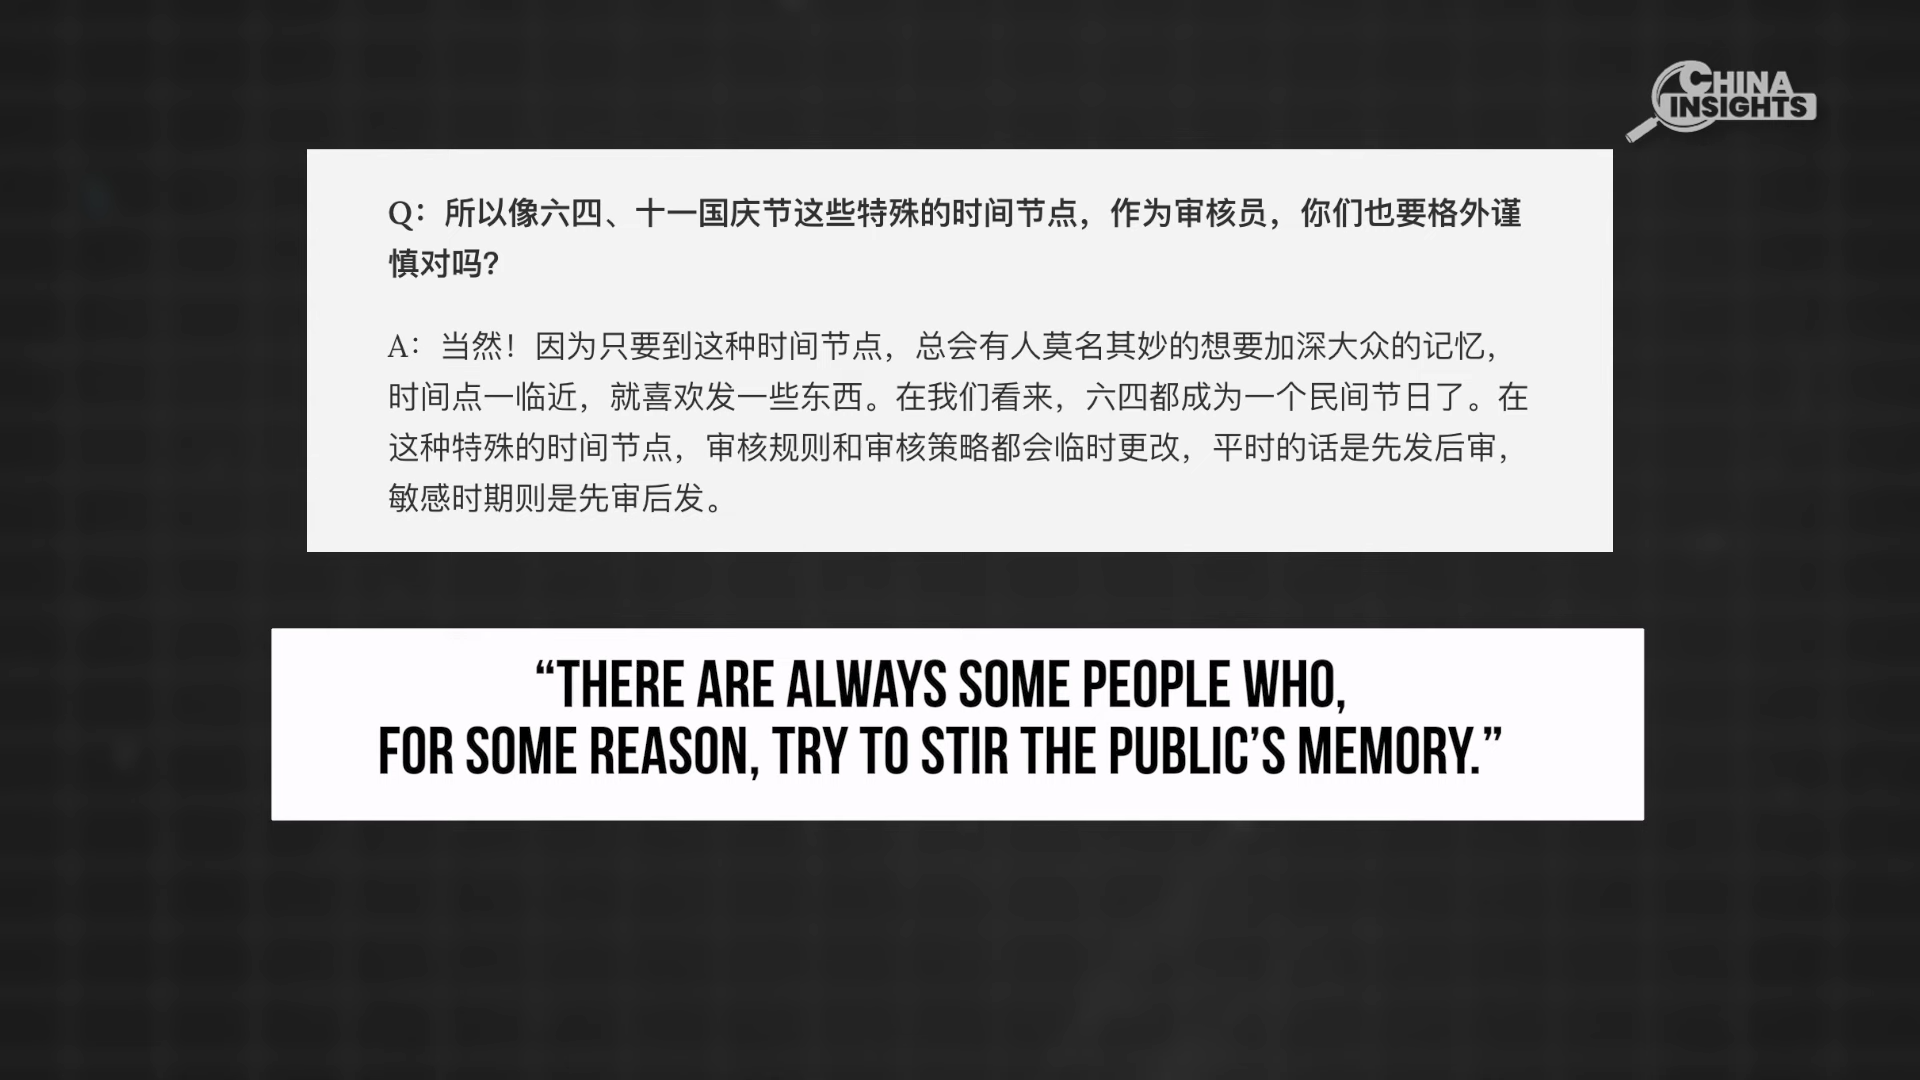 CHINA
INSIGHTS
Q：所以像六四、十一国庆节这些特殊的时间节点，作为审核员，你们也要格外谨
慎对吗？
A：当然！因为只要到这种时间节点，总会有人莫名其妙的想要加深大众的记忆，
时间点一临近，就喜欢发一些东西。在我们看来，六四都成为一个民间节日了。在
这种特殊的时间节点，审核规则和审核策略都会临时更改，平时的话是先发后审，
敏感时期则是先审后发。
“THERE ARE ALWAYS SOME PEOPLE WHO,
FOR SOME REASON, TRY TO STIR THE PUBLIC’S MEMORY.”